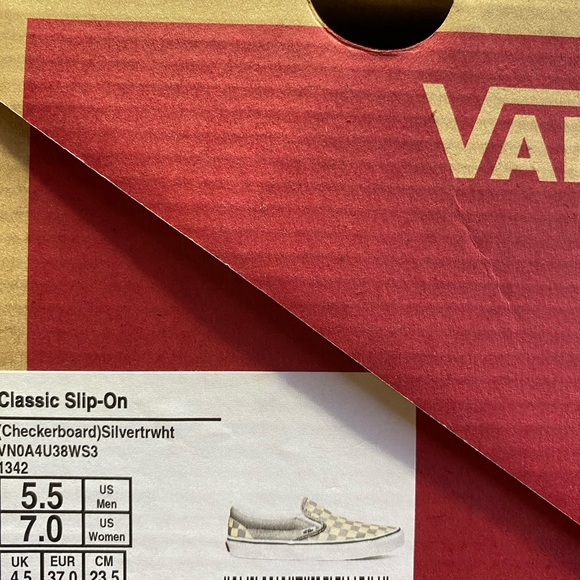 Classic Slip-On
(Checkerboard)Silvertrwht
VN0A4U38WS3
1342
5.5 US Men
7.0 US Women
UK EUR CM
4.5 37.0 23.5